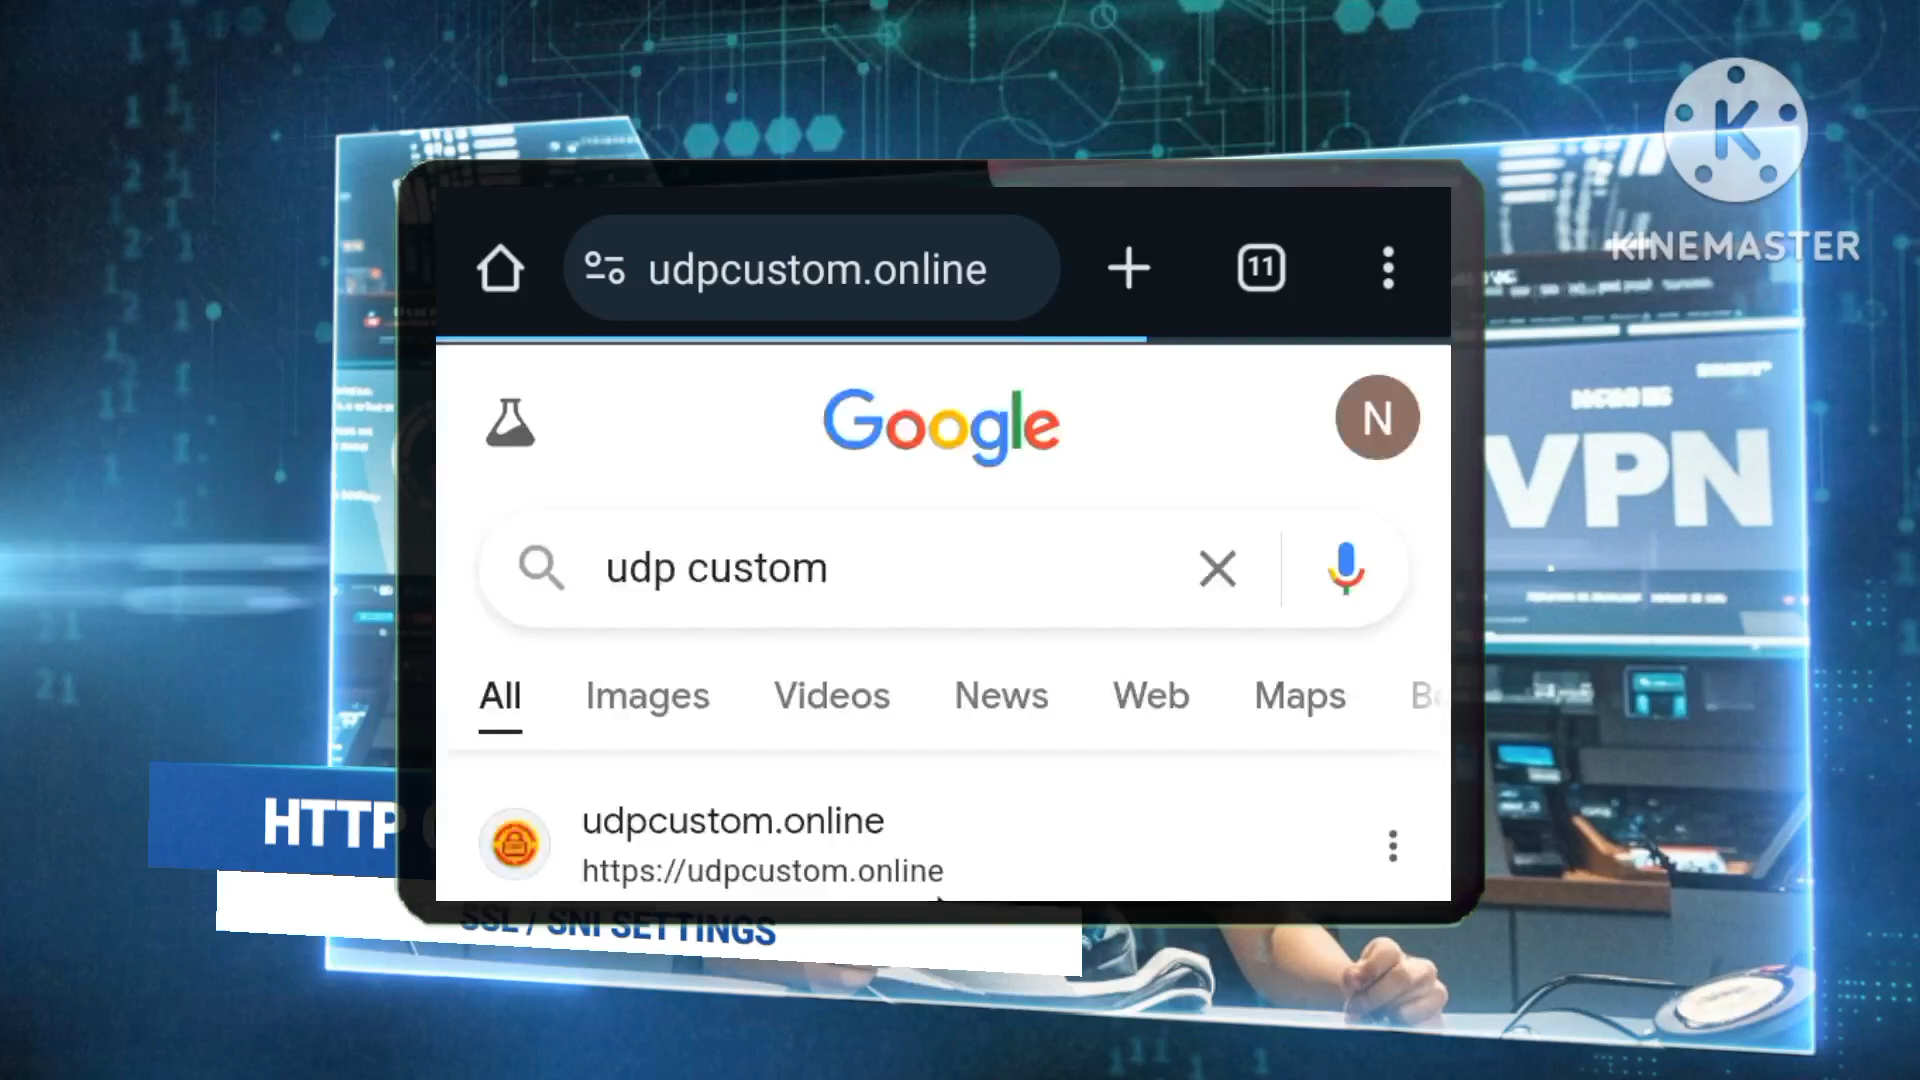 KINEMASTER
udpcustom.online
11
Google
N
VPN
udp custom
All Images Videos News Web Maps
udpcustom.online
https://udpcustom.online
HTTP
SSL / SNI SETTINGS